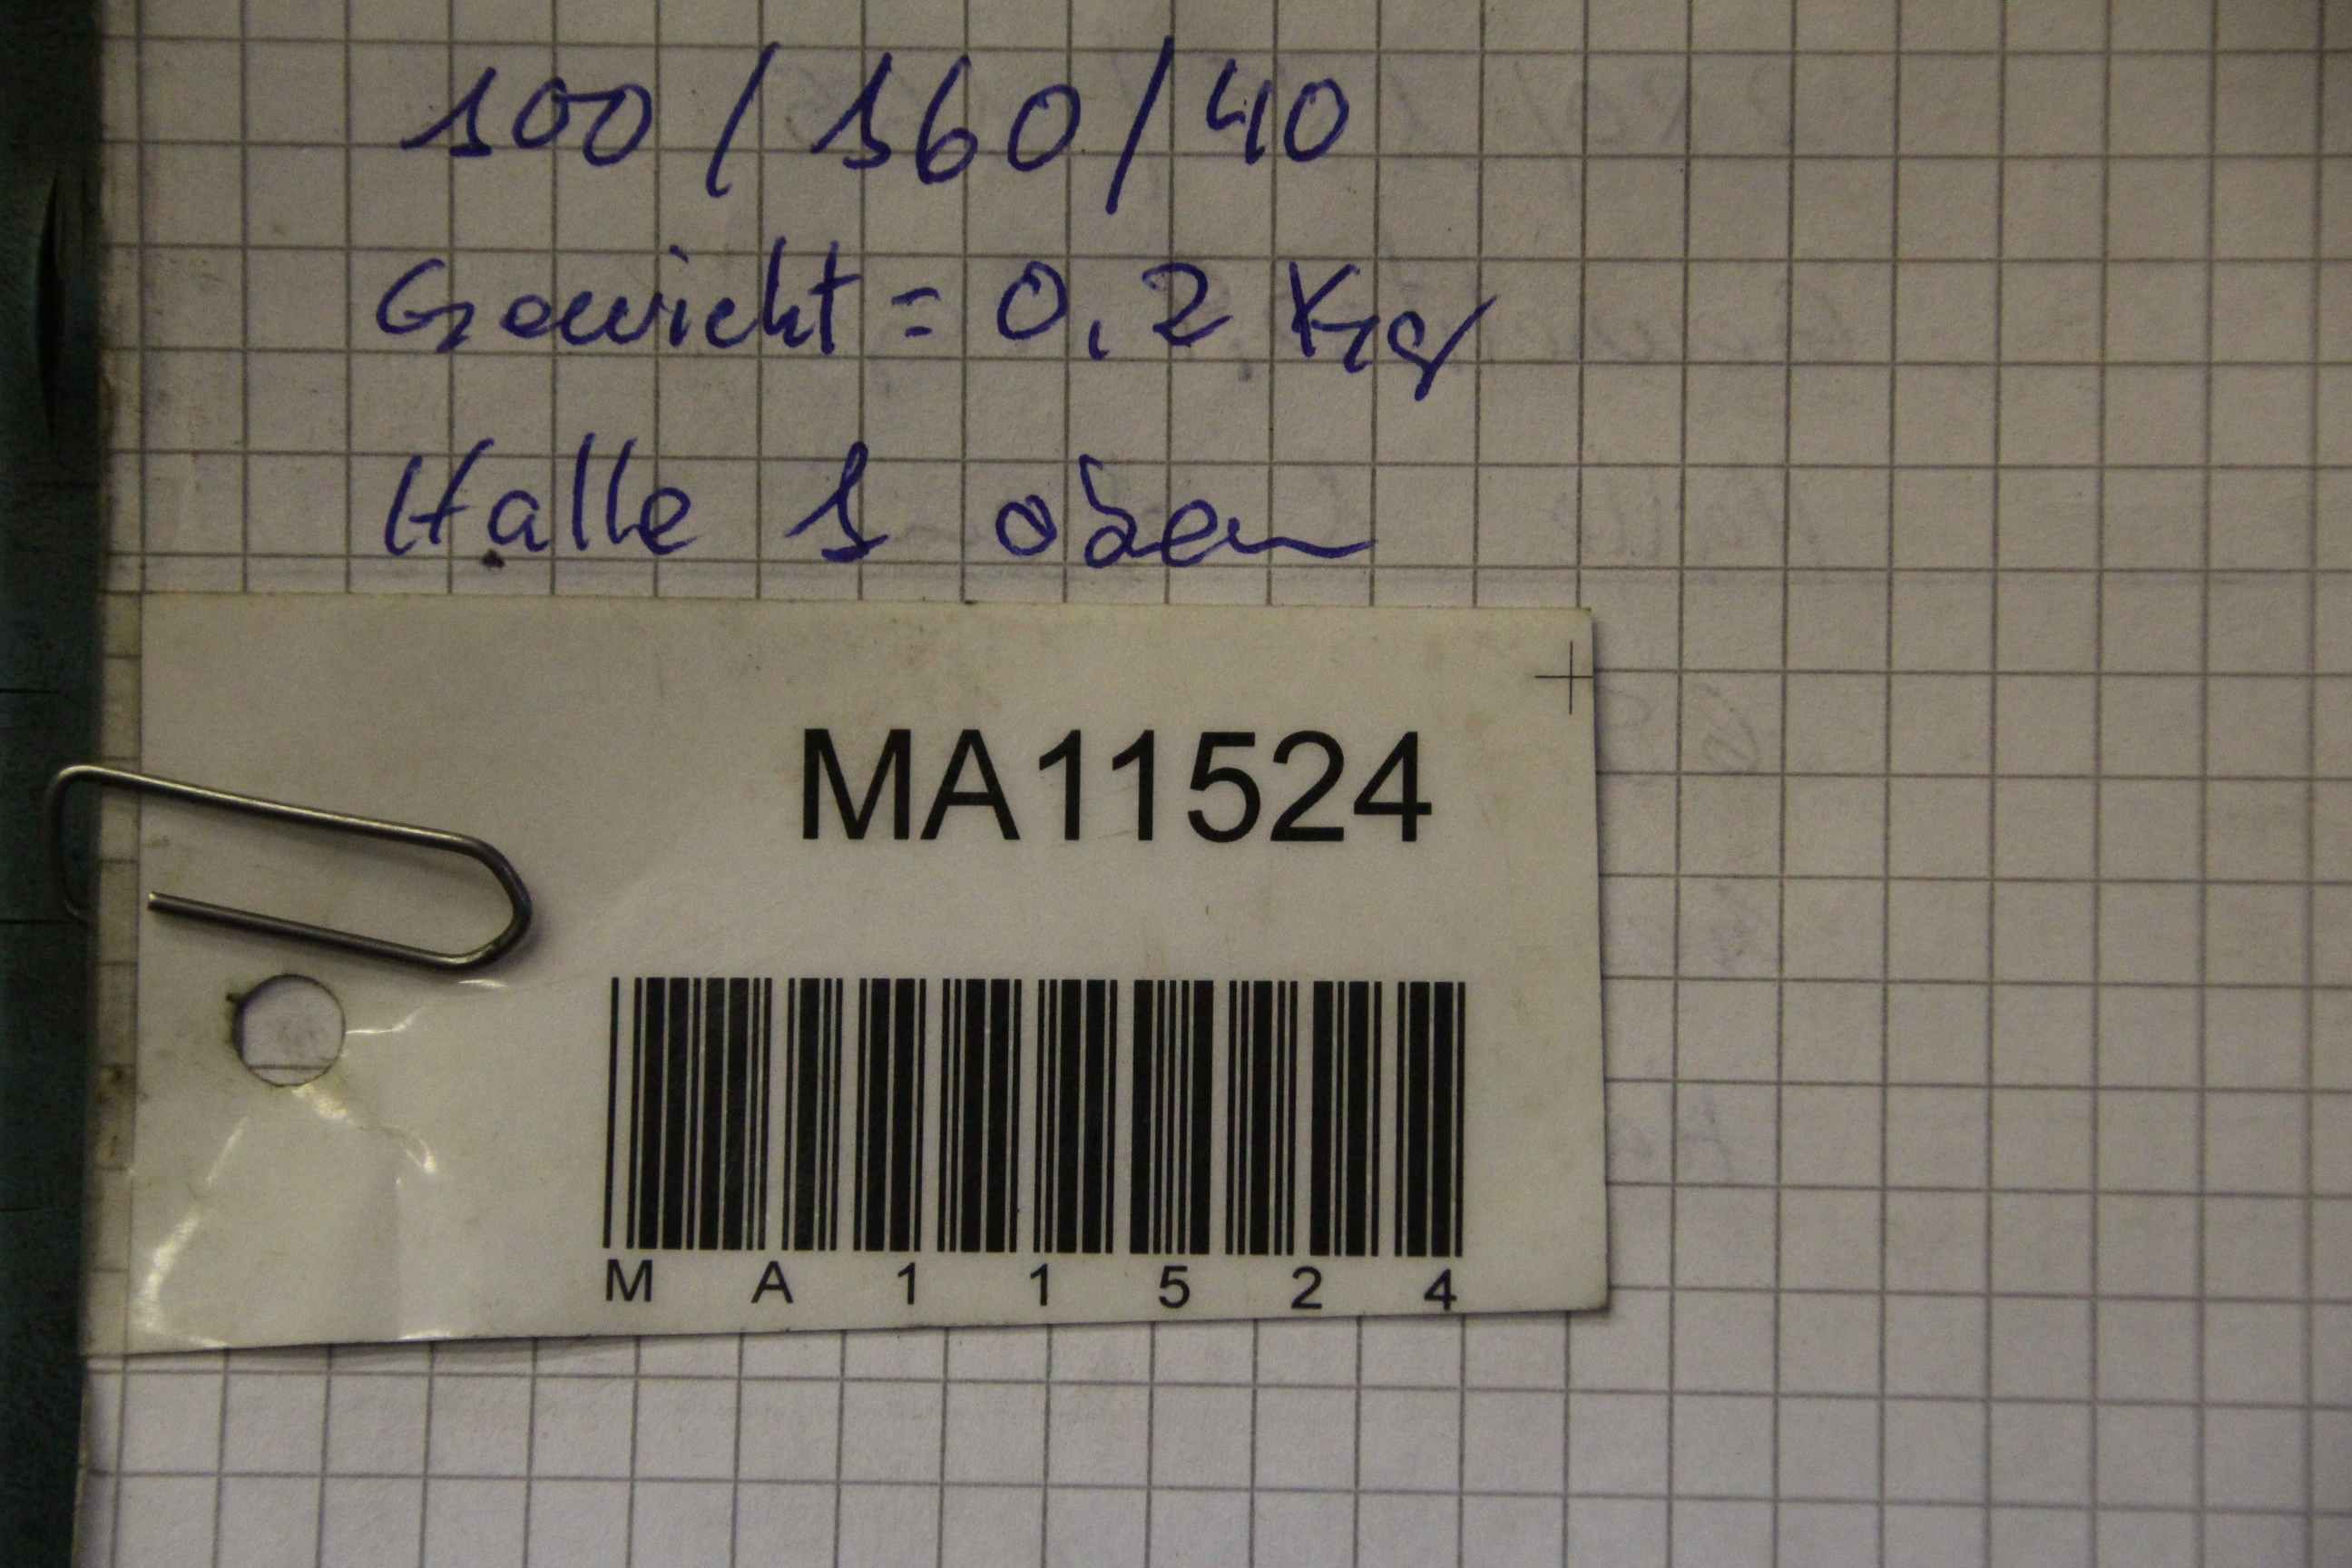 100 / 160 / 40
Gewicht = 0,2 Kg
Halle 1 oben
MA11524
M A 1 1 5 2 4